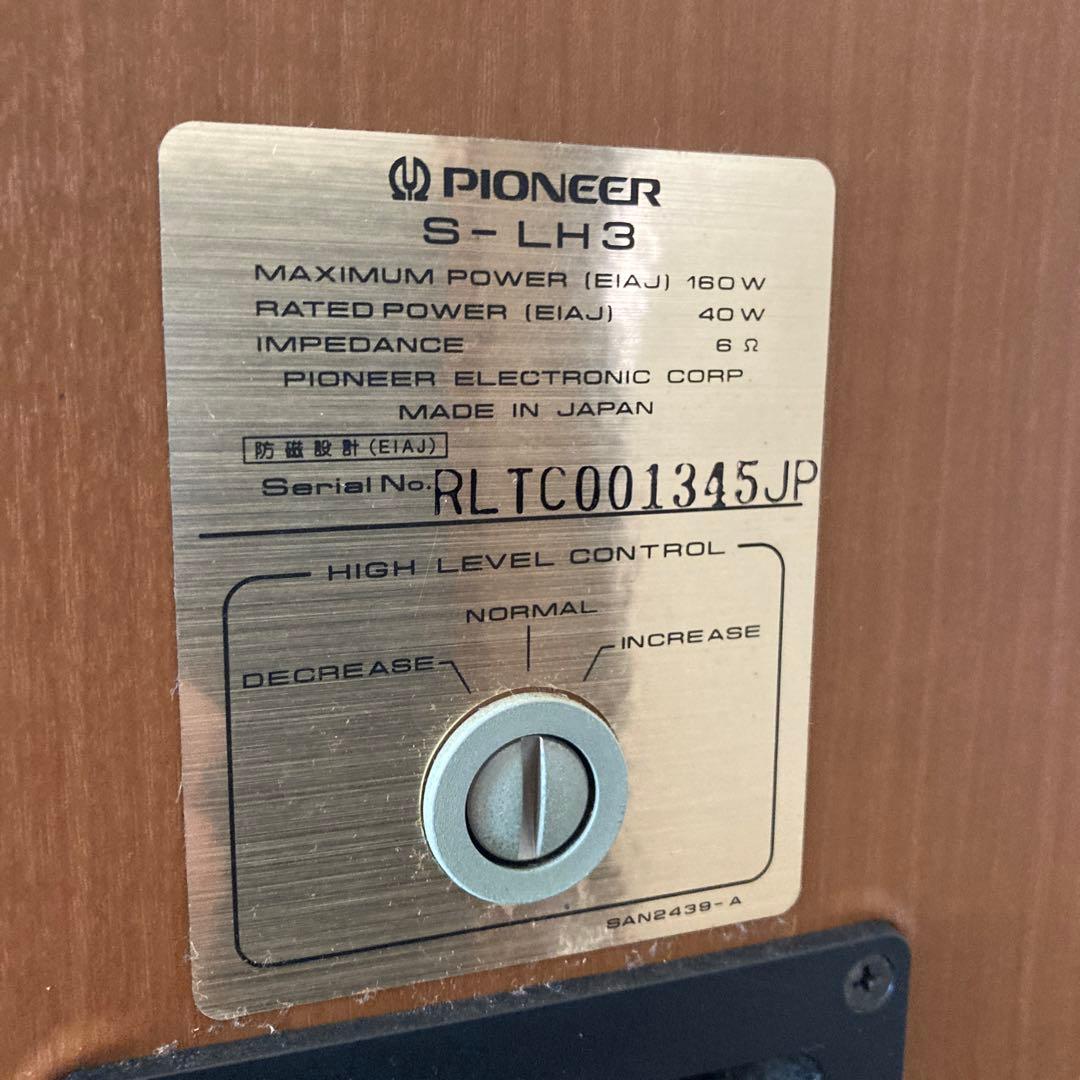 PIONEER
S-LH3
MAXIMUM POWER (EIAJ) 160W
RATED POWER (EIAJ) 40W
IMPEDANCE 6Ω
PIONEER ELECTRONIC CORP
MADE IN JAPAN
防磁設計(EIAJ)
Serial No. RLTC001345JP
HIGH LEVEL CONTROL
NORMAL
INCREASE
DECREASE
SAN2439-A